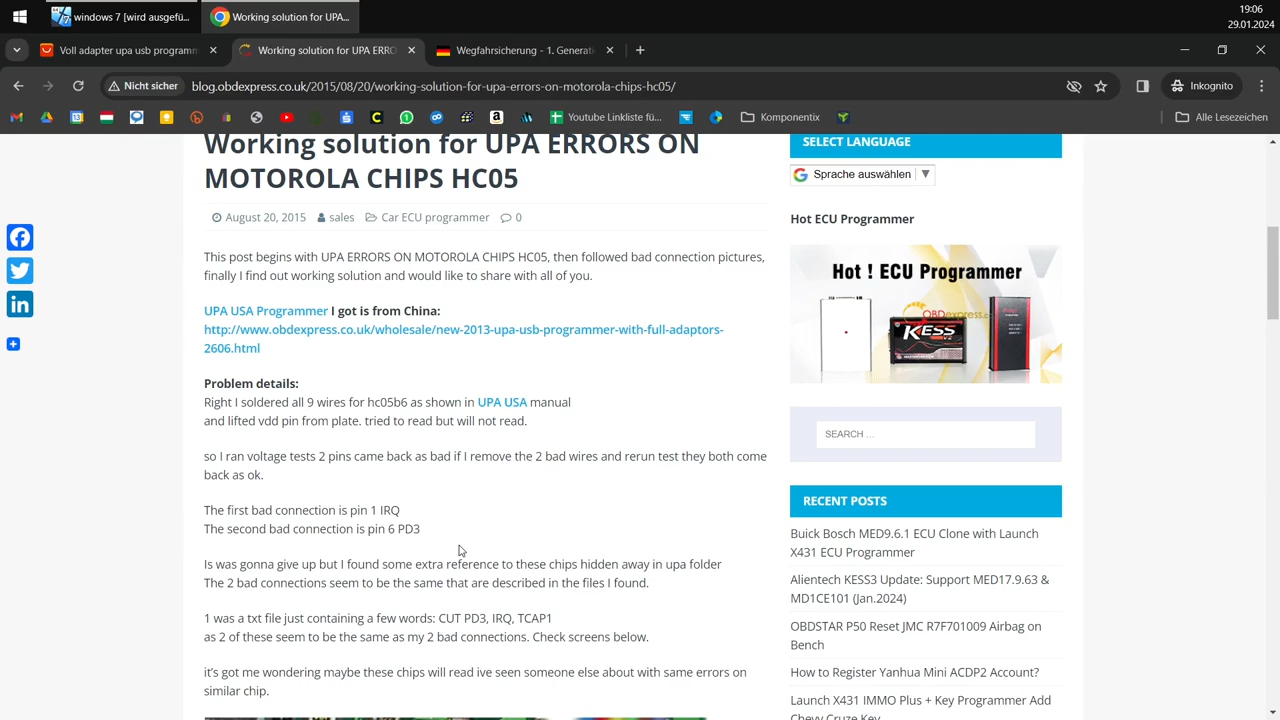 windows 7 [wird ausgefü...
Working solution for UPA...
19:06
29.01.2024
Voll adapter upa usb programm
Working solution for UPA ERRO
Wegfahrsicherung - 1. Generati
Nicht sicher
blog.obdexpress.co.uk/2015/08/20/working-solution-for-upa-errors-on-motorola-chips-hc05/
Inkognito
Youtube Linkliste fü...
Komponentix
Alle Lesezeichen
Working solution for UPA ERRORS ON
MOTOROLA CHIPS HC05
August 20, 2015 sales Car ECU programmer 0
This post begins with UPA ERRORS ON MOTOROLA CHIPS HC05, then followed bad connection pictures,
finally I find out working solution and would like to share with all of you.
UPA USA Programmer I got is from China:
http://www.obdexpress.co.uk/wholesale/new-2013-upa-usb-programmer-with-full-adaptors-
2606.html
Problem details:
Right I soldered all 9 wires for hc05b6 as shown in UPA USA manual
and lifted vdd pin from plate. tried to read but will not read.
so I ran voltage tests 2 pins came back as bad if I remove the 2 bad wires and rerun test they both come
back as ok.
The first bad connection is pin 1 IRQ
The second bad connection is pin 6 PD3
Is was gonna give up but I found some extra reference to these chips hidden away in upa folder
The 2 bad connections seem to be the same that are described in the files I found.
1 was a txt file just containing a few words: CUT PD3, IRQ, TCAP1
as 2 of these seem to be the same as my 2 bad connections. Check screens below.
it's got me wondering maybe these chips will read ive seen someone else about with same errors on
similar chip.
SELECT LANGUAGE
Sprache auswählen
Hot ECU Programmer
Hot ! ECU Programmer
OBDexpress.c
KESS
SEARCH ...
RECENT POSTS
Buick Bosch MED9.6.1 ECU Clone with Launch
X431 ECU Programmer
Alientech KESS3 Update: Support MED17.9.63 &
MD1CE101 (Jan.2024)
OBDSTAR P50 Reset JMC R7F701009 Airbag on
Bench
How to Register Yanhua Mini ACDP2 Account?
Launch X431 IMMO Plus + Key Programmer Add
Chevy Cruze Key